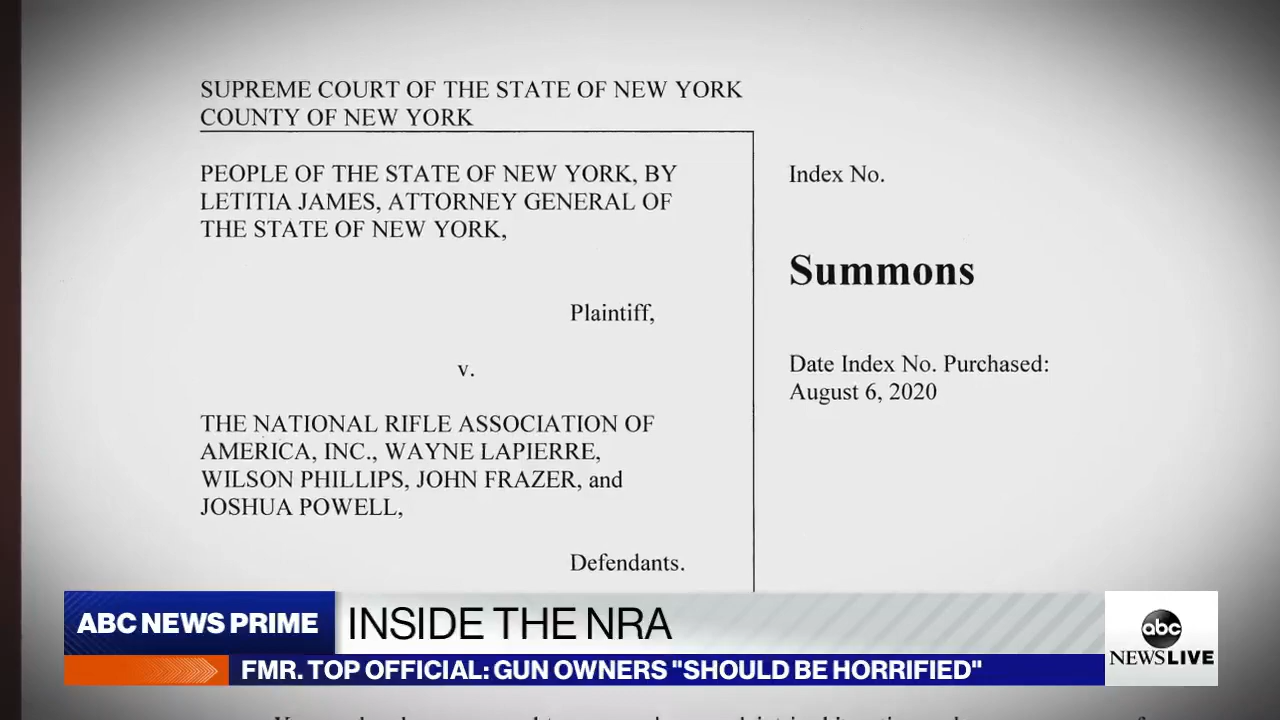 SUPREME COURT OF THE STATE OF NEW YORK
COUNTY OF NEW YORK
PEOPLE OF THE STATE OF NEW YORK, BY
LETITIA JAMES, ATTORNEY GENERAL OF
THE STATE OF NEW YORK,
Plaintiff,
v.
THE NATIONAL RIFLE ASSOCIATION OF
AMERICA, INC., WAYNE LAPIERRE,
WILSON PHILLIPS, JOHN FRAZER, and
JOSHUA POWELL,
Defendants.
Index No.
Summons
Date Index No. Purchased:
August 6, 2020
ABC NEWS PRIME
INSIDE THE NRA
FMR. TOP OFFICIAL: GUN OWNERS "SHOULD BE HORRIFIED"
abc
NEWS LIVE